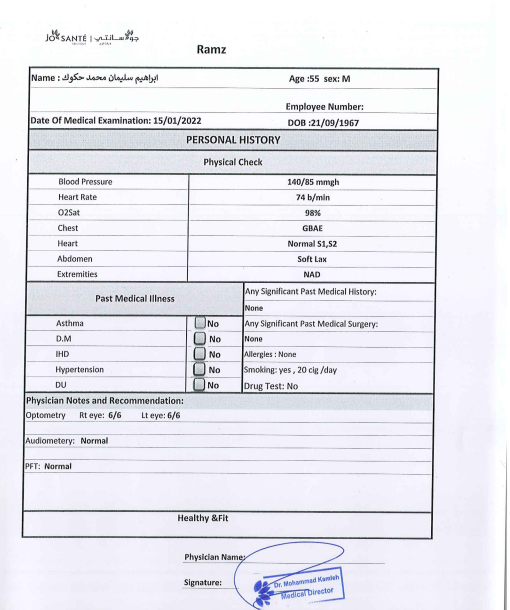 JO SANTÉ | جوسانتي
Ramz
Name : ابراهيم سليمان محمد حكوك
Age :55 sex: M
Employee Number:
Date Of Medical Examination: 15/01/2022
DOB :21/09/1967
PERSONAL HISTORY
Physical Check
Blood Pressure 140/85 mmgh
Heart Rate 74 b/min
O2Sat 98%
Chest GBAE
Heart Normal S1,S2
Abdomen Soft Lax
Extremities NAD
Past Medical Illness
Any Significant Past Medical History:
None
Asthma No
Any Significant Past Medical Surgery:
D.M No
None
IHD No
Allergies : None
Hypertension No
Smoking: yes , 20 cig /day
DU No
Drug Test: No
Physician Notes and Recommendation:
Optometry Rt eye: 6/6 Lt eye: 6/6
Audiometery: Normal
PFT: Normal
Healthy &Fit
Physician Name:
Signature:
Dr. Mohammad Kamleh
Medical Director